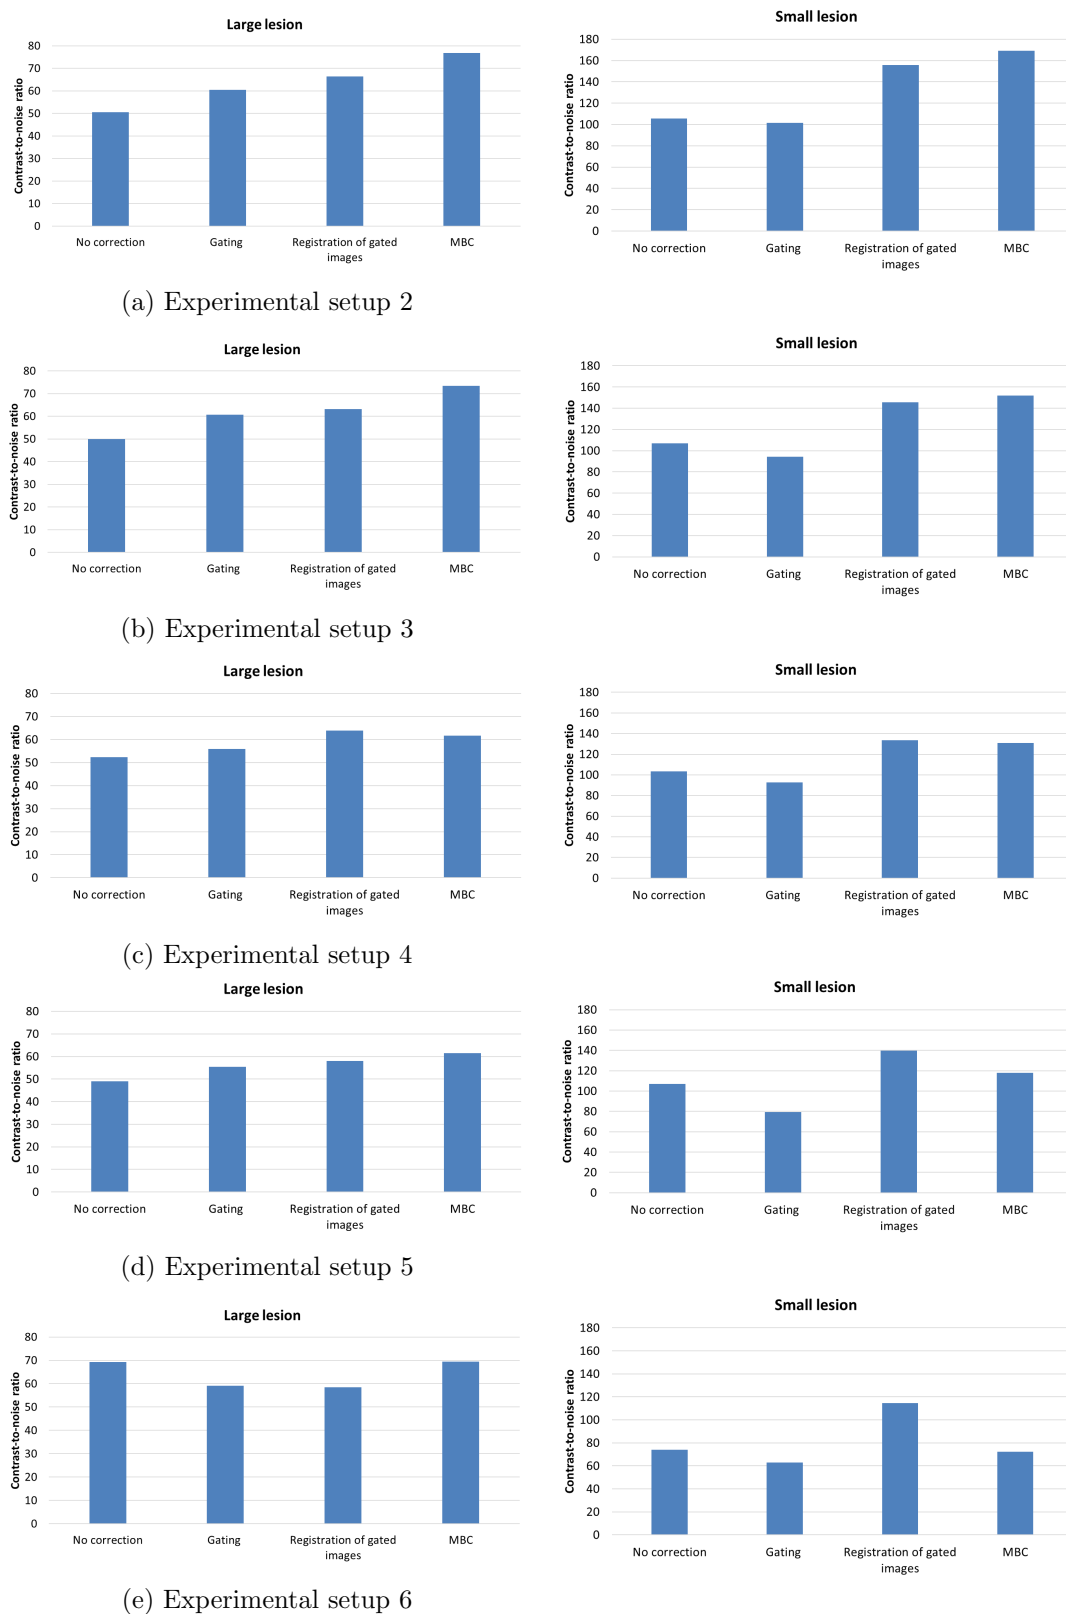 Large lesion
Contrast-to-noise ratio
80
70
60
50
40
30
20
10
0
No correction
Gating
Registration of gated
images
MBC
Small lesion
Contrast-to-noise ratio
180
160
140
120
100
80
60
40
20
0
No correction
Gating
Registration of gated
images
MBC
(a) Experimental setup 2
Large lesion
Contrast-to-noise ratio
80
70
60
50
40
30
20
10
0
No correction
Gating
Registration of gated
images
MBC
Small lesion
Contrast-to-noise ratio
180
160
140
120
100
80
60
40
20
0
No correction
Gating
Registration of gated
images
MBC
(b) Experimental setup 3
Large lesion
Contrast-to-noise ratio
80
70
60
50
40
30
20
10
0
No correction
Gating
Registration of gated
images
MBC
Small lesion
Contrast-to-noise ratio
180
160
140
120
100
80
60
40
20
0
No correction
Gating
Registration of gated
images
MBC
(c) Experimental setup 4
Large lesion
Contrast-to-noise ratio
80
70
60
50
40
30
20
10
0
No correction
Gating
Registration of gated
images
MBC
Small lesion
Contrast-to-noise ratio
180
160
140
120
100
80
60
40
20
0
No correction
Gating
Registration of gated
images
MBC
(d) Experimental setup 5
Large lesion
Contrast-to-noise ratio
80
70
60
50
40
30
20
10
0
No correction
Gating
Registration of gated
images
MBC
Small lesion
Contrast-to-noise ratio
180
160
140
120
100
80
60
40
20
0
No correction
Gating
Registration of gated
images
MBC
(e) Experimental setup 6